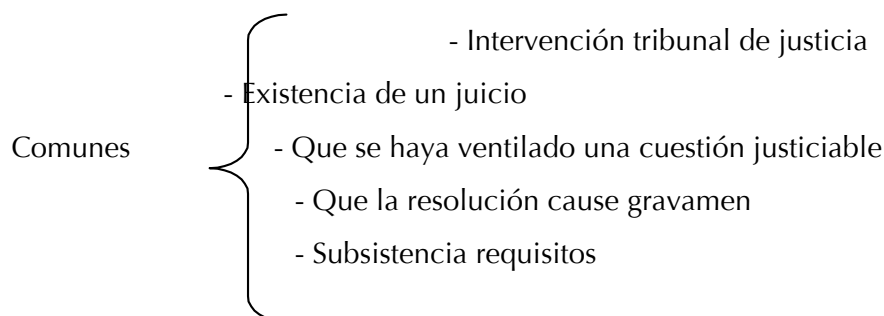 - Intervención tribunal de justicia
- Existencia de un juicio
Comunes - Que se haya ventilado una cuestión justiciable
- Que la resolución cause gravamen
- Subsistencia requisitos